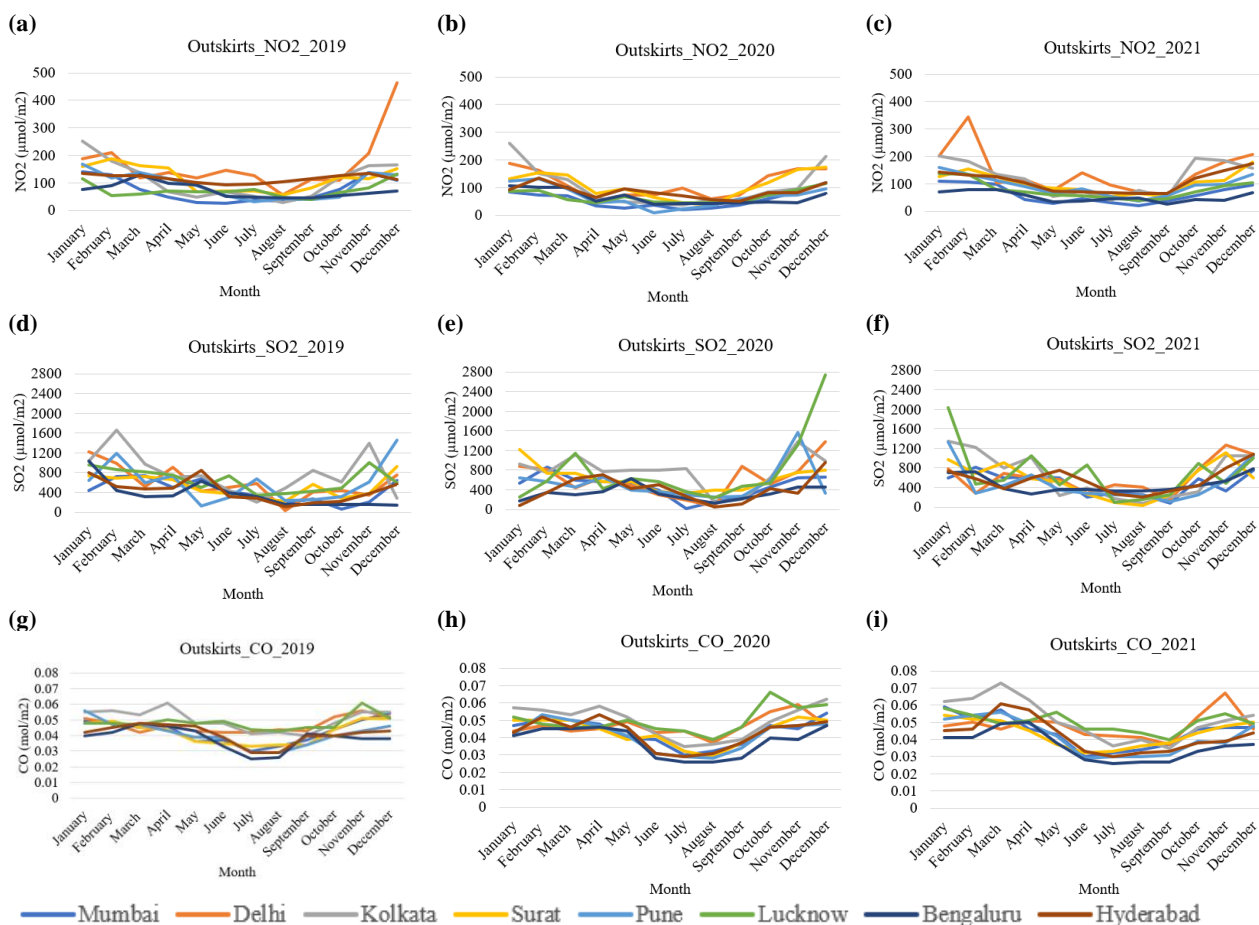 (a)
Outskirts_NO2_2019
500
400
300
200
100
0
NO2 (µmol/m2)
January
February
March
April
May
June
July
August
September
October
November
December
Month
(b)
Outskirts_NO2_2020
500
400
300
200
100
0
NO2 (µmol/m2)
January
February
March
April
May
June
July
August
September
October
November
December
Month
(c)
Outskirts_NO2_2021
500
400
300
200
100
0
NO2 (µmol/m2)
January
February
March
April
May
June
July
August
September
October
November
December
Month
(d)
Outskirts_SO2_2019
2800
2400
2000
1600
1200
800
400
0
SO2 (µmol/m2)
January
February
March
April
May
June
July
August
September
October
November
December
Month
(e)
Outskirts_SO2_2020
2800
2400
2000
1600
1200
800
400
0
SO2 (µmol/m2)
January
February
March
April
May
June
July
August
September
October
November
December
Month
(f)
Outskirts_SO2_2021
2800
2400
2000
1600
1200
800
400
0
SO2 (µmol/m2)
January
February
March
April
May
June
July
August
September
October
November
December
Month
(g)
Outskirts_CO_2019
0.08
0.07
0.06
0.05
0.04
0.03
0.02
0.01
0
CO (mol/m2)
January
February
March
April
May
June
July
August
September
October
November
December
Month
(h)
Outskirts_CO_2020
0.08
0.07
0.06
0.05
0.04
0.03
0.02
0.01
0
CO (mol/m2)
January
February
March
April
May
June
July
August
September
October
November
December
Month
(i)
Outskirts_CO_2021
0.08
0.07
0.06
0.05
0.04
0.03
0.02
0.01
0
CO (mol/m2)
January
February
March
April
May
June
July
August
September
October
November
December
Month
Mumbai Delhi Kolkata Surat Pune Lucknow Bengaluru Hyderabad